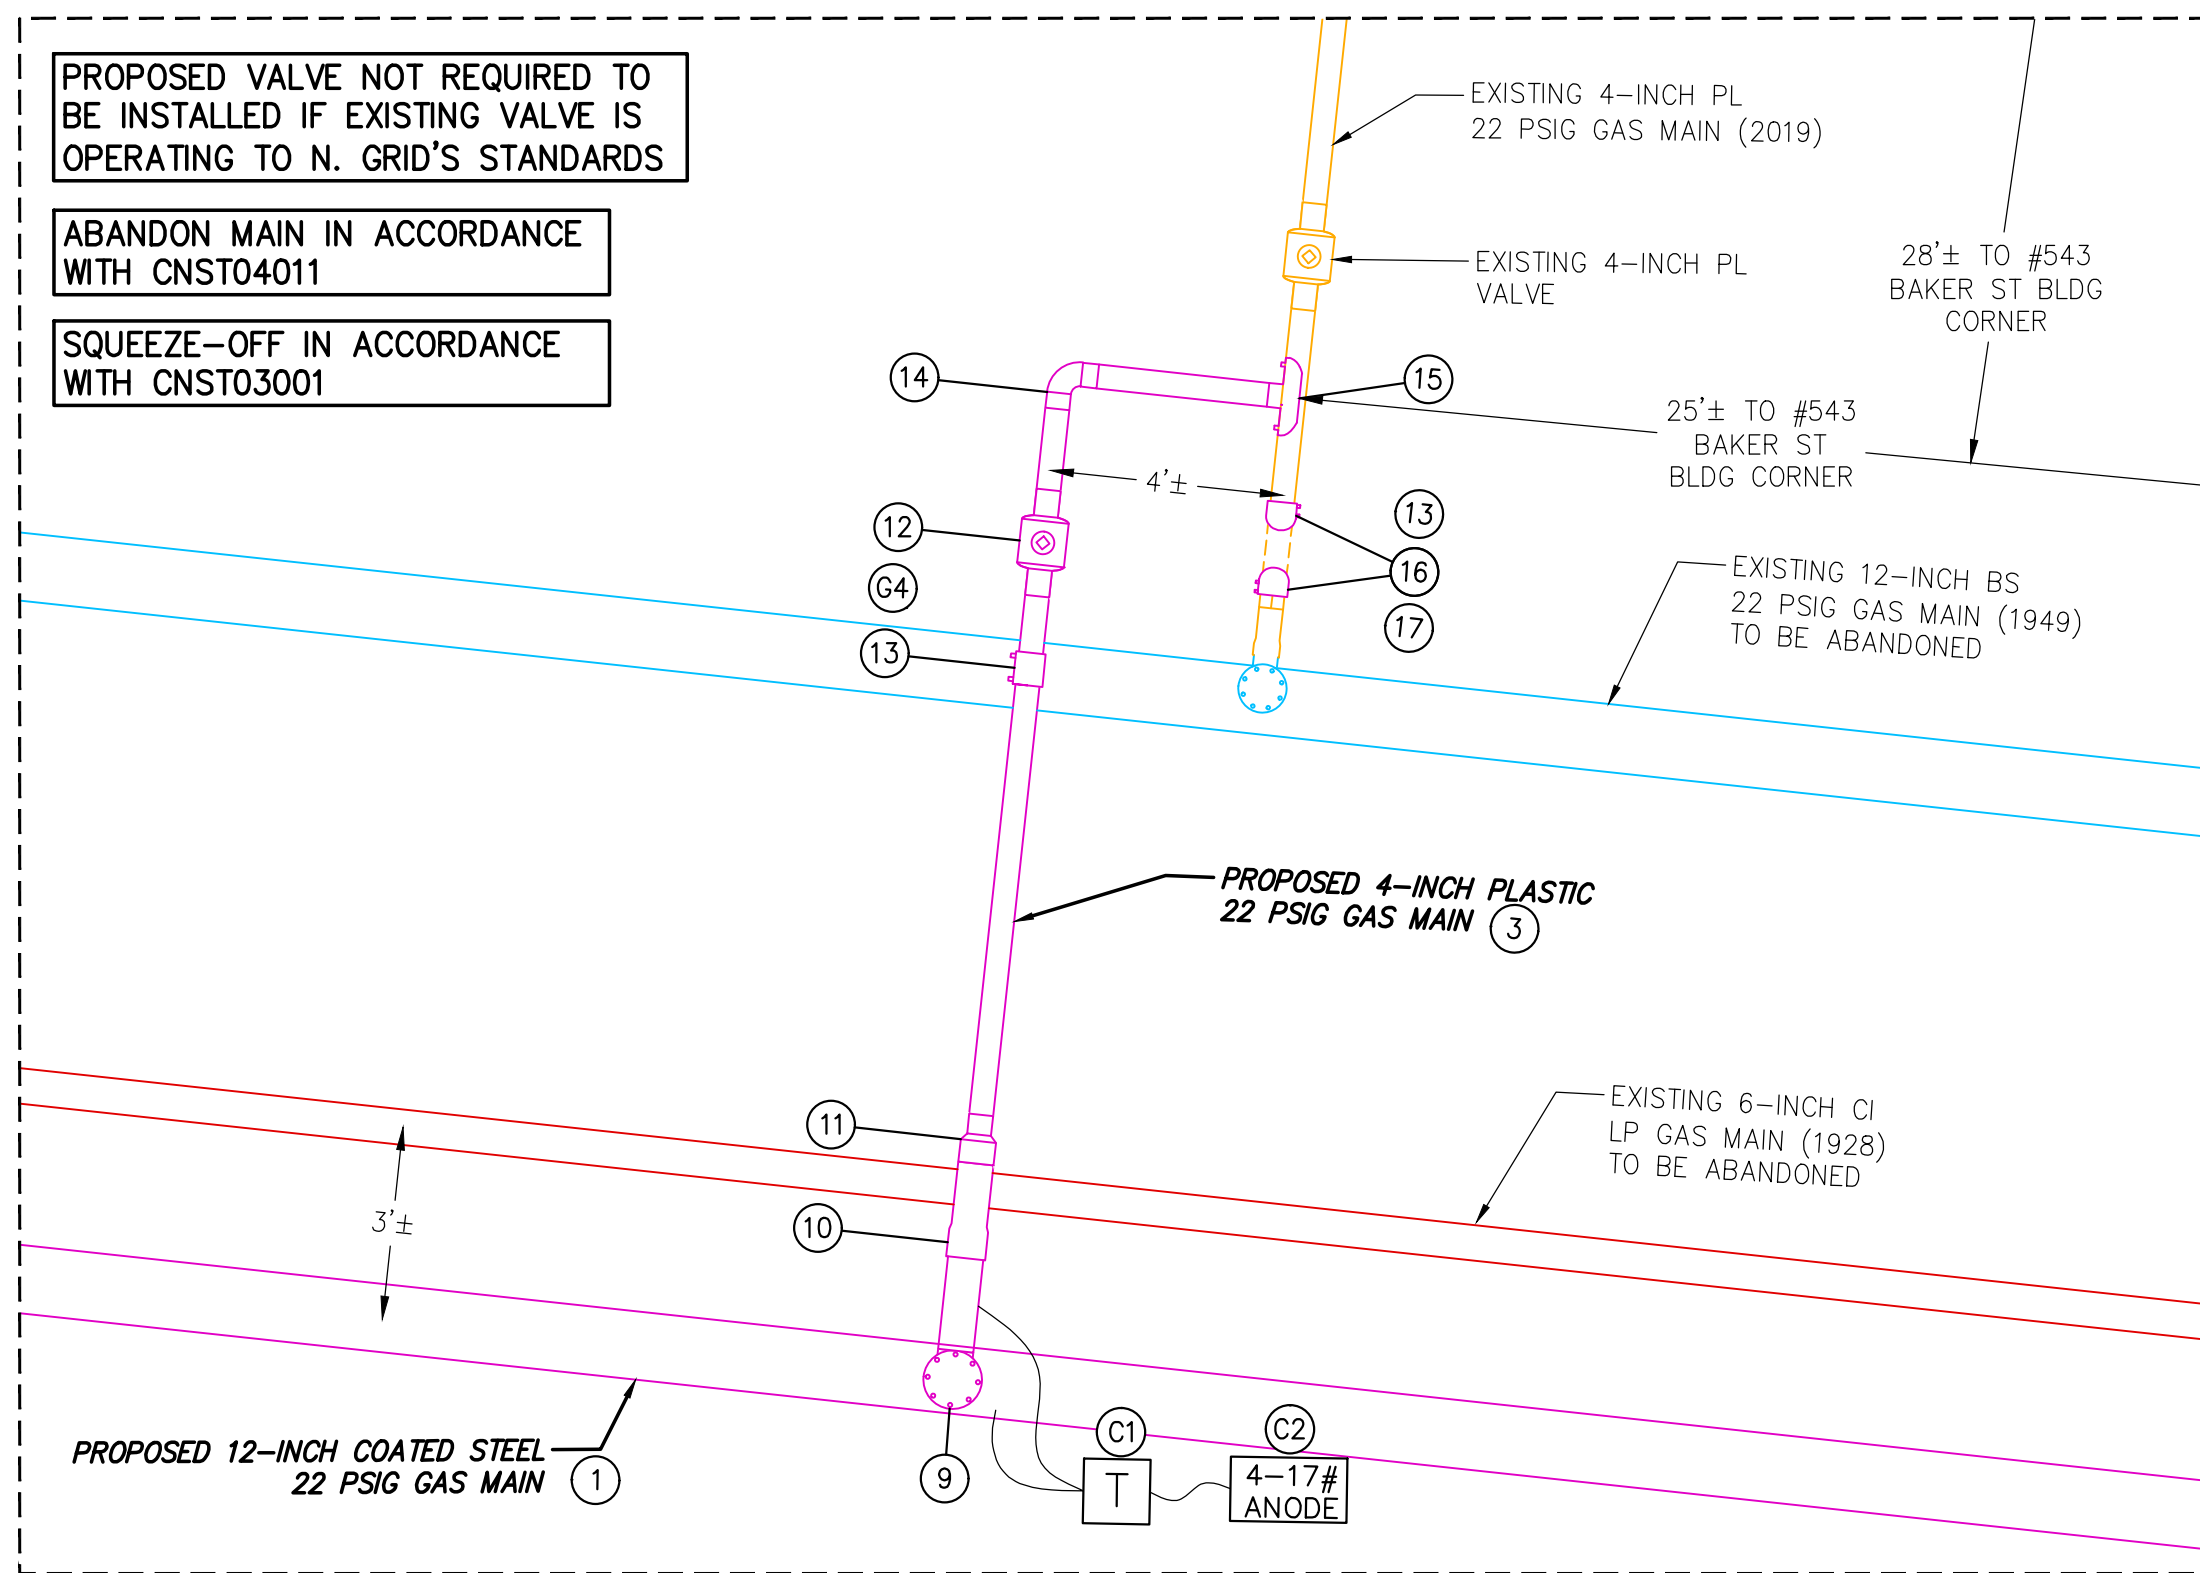 PROPOSED VALVE NOT REQUIRED TO
BE INSTALLED IF EXISTING VALVE IS
OPERATING TO N. GRID'S STANDARDS
ABANDON MAIN IN ACCORDANCE
WITH CNST04011
SQUEEZE-OFF IN ACCORDANCE
WITH CNST03001
EXISTING 4-INCH PL
22 PSIG GAS MAIN (2019)
EXISTING 4-INCH PL
VALVE
28'± TO #543
BAKER ST BLDG
CORNER
14
15
25'± TO #543
BAKER ST
BLDG CORNER
4'±
12
13
G4
16
13
17
EXISTING 12-INCH BS
22 PSIG GAS MAIN (1949)
TO BE ABANDONED
PROPOSED 4-INCH PLASTIC
22 PSIG GAS MAIN 3
11
10
3'±
EXISTING 6-INCH CI
LP GAS MAIN (1928)
TO BE ABANDONED
PROPOSED 12-INCH COATED STEEL
22 PSIG GAS MAIN 1
9
C1
T
C2
4-17#
ANODE